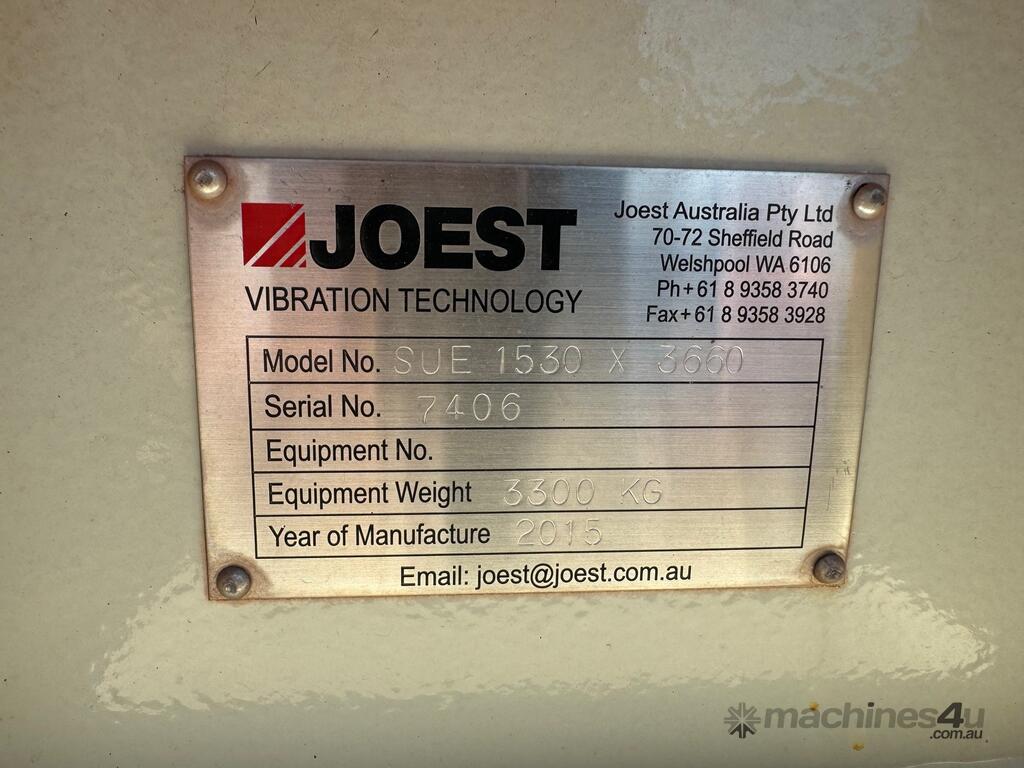 JOEST
VIBRATION TECHNOLOGY
Joest Australia Pty Ltd
70-72 Sheffield Road
Welshpool WA 6106
Ph+61 8 9358 3740
Fax+61 8 9358 3928
Model No. SUE 1530 X 3660
Serial No. 7406
Equipment No.
Equipment Weight 3300 KG
Year of Manufacture 2015
Email: joest@joest.com.au
machines4u
.com.au